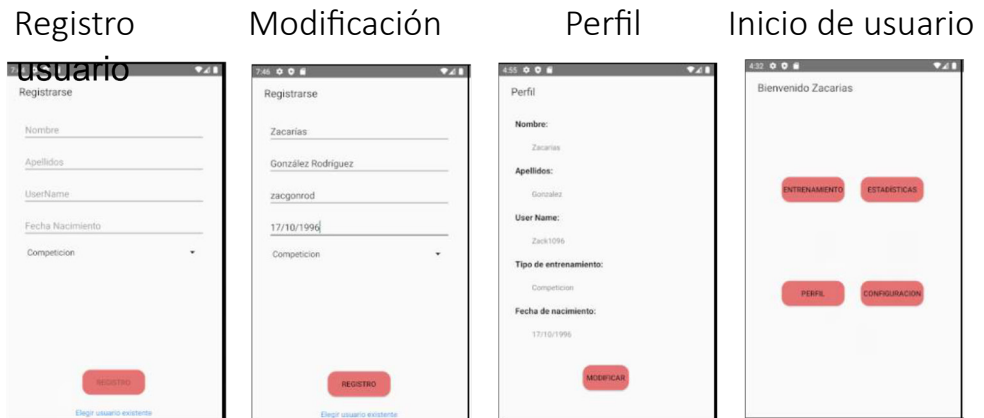 Registro usuario
7:44
Registrarse
Nombre
Apellidos
UserName
Fecha Nacimiento
Competicion
REGISTRO
Elegir usuario existente
Modificación
7:46
Registrarse
Zacarías
González Rodríguez
zacgonrod
17/10/1996
Competicion
REGISTRO
Elegir usuario existente
Perfil
4:55
Perfil
Nombre:
Zacarias
Apellidos:
Gonzalez
User Name:
Zack1096
Tipo de entrenamiento:
Competicion
Fecha de nacimiento:
17/10/1996
MODIFICAR
Inicio de usuario
4:32
Bienvenido Zacarias
ENTRENAMIENTO
ESTADÍSTICAS
PERFIL
CONFIGURACION